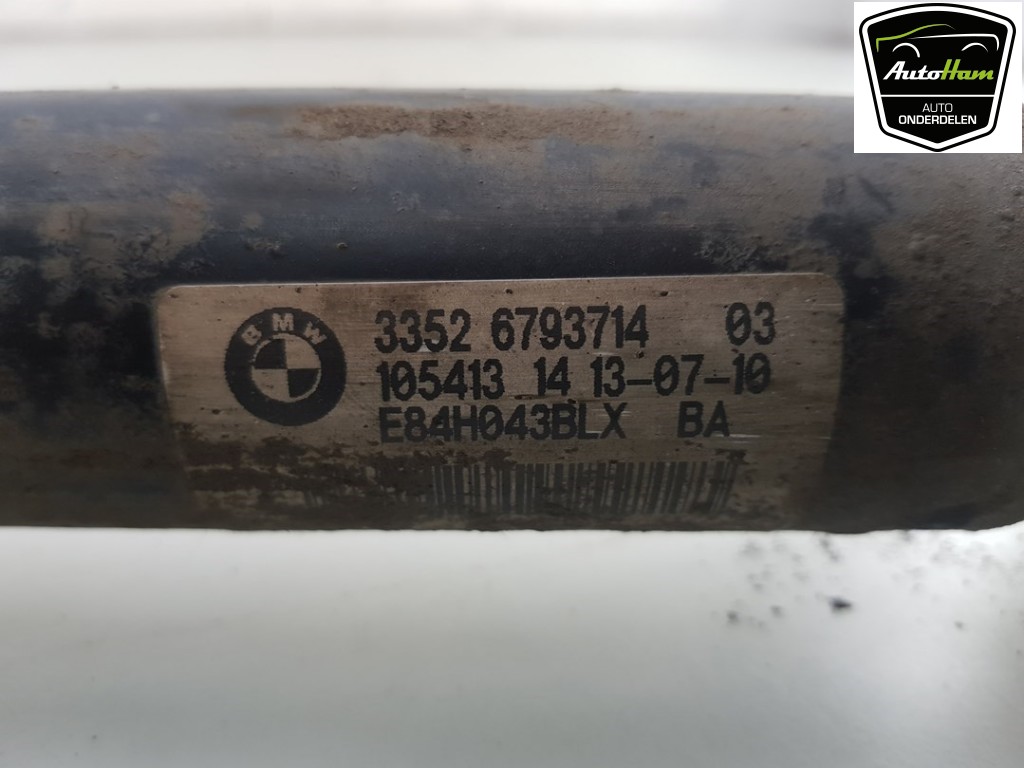 AutoHam
AUTO
ONDERDELEN
BMW
3352 6793714 03
105413 14 13-07-10
E84H043BLX BA